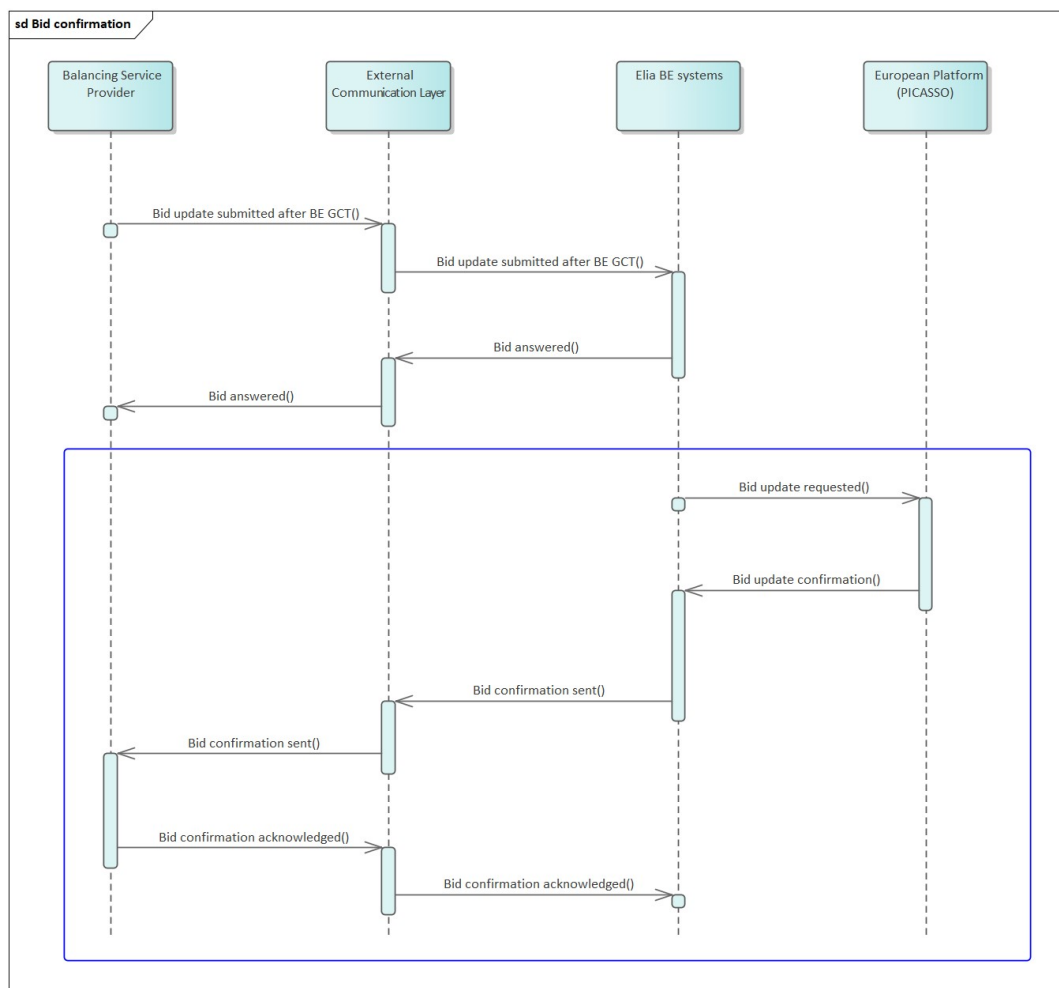 sd Bid confirmation
Balancing Service
Provider
External
Communication Layer
Elia BE systems
European Platform
(PICASSO)
Bid update submitted after BE GCT()
Bid update submitted after BE GCT()
Bid answered()
Bid answered()
Bid update requested()
Bid update confirmation()
Bid confirmation sent()
Bid confirmation sent()
Bid confirmation acknowledged()
Bid confirmation acknowledged()